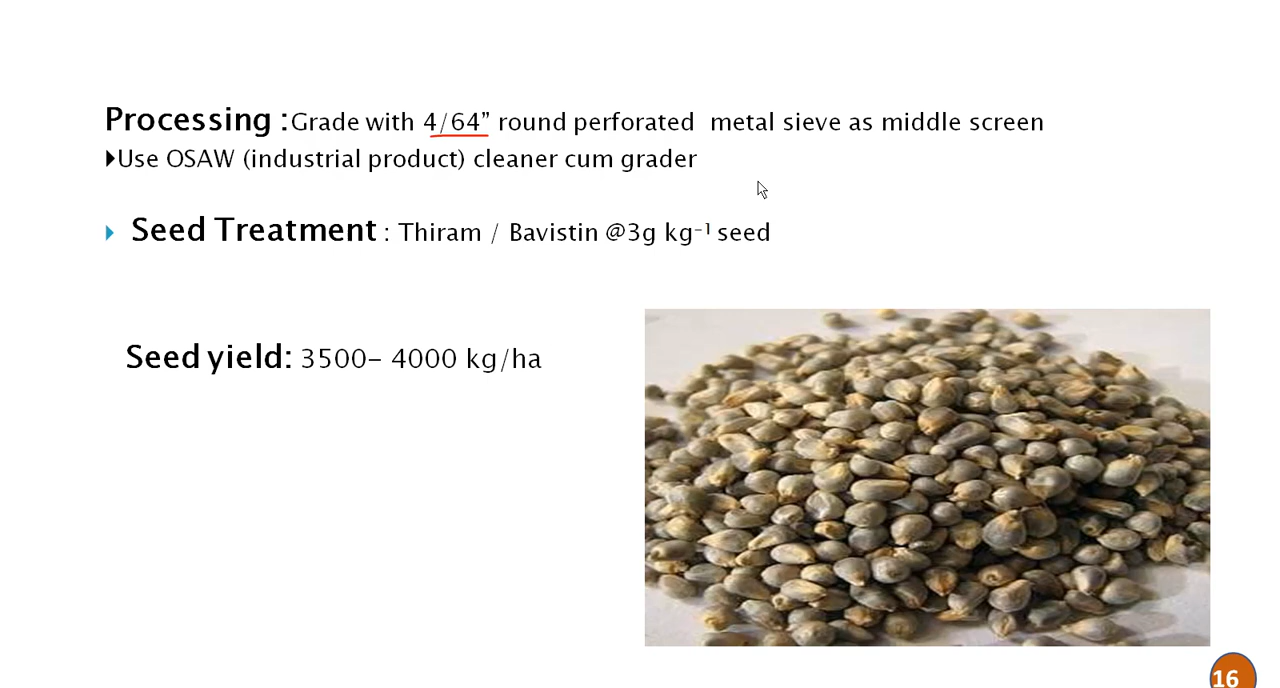 Processing :Grade with 4/64” round perforated metal sieve as middle screen
Use OSAW (industrial product) cleaner cum grader
Seed Treatment : Thiram / Bavistin @3g kg⁻¹ seed
Seed yield: 3500– 4000 kg/ha
16